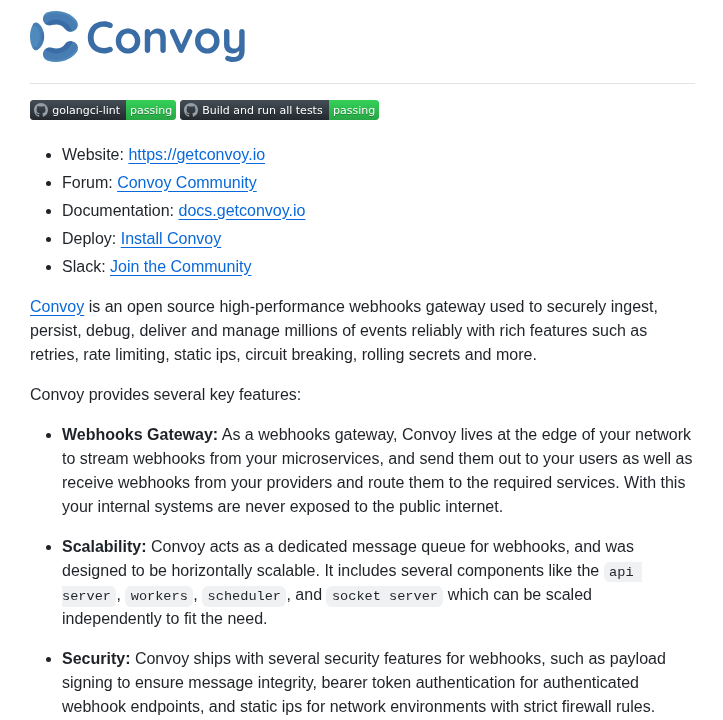 Convoy
golangci-lint passing Build and run all tests passing
Website: https://getconvoy.io
Forum: Convoy Community
Documentation: docs.getconvoy.io
Deploy: Install Convoy
Slack: Join the Community
Convoy is an open source high-performance webhooks gateway used to securely ingest,
persist, debug, deliver and manage millions of events reliably with rich features such as
retries, rate limiting, static ips, circuit breaking, rolling secrets and more.
Convoy provides several key features:
Webhooks Gateway: As a webhooks gateway, Convoy lives at the edge of your network
to stream webhooks from your microservices, and send them out to your users as well as
receive webhooks from your providers and route them to the required services. With this
your internal systems are never exposed to the public internet.
Scalability: Convoy acts as a dedicated message queue for webhooks, and was
designed to be horizontally scalable. It includes several components like the api
server, workers, scheduler, and socket server which can be scaled
independently to fit the need.
Security: Convoy ships with several security features for webhooks, such as payload
signing to ensure message integrity, bearer token authentication for authenticated
webhook endpoints, and static ips for network environments with strict firewall rules.